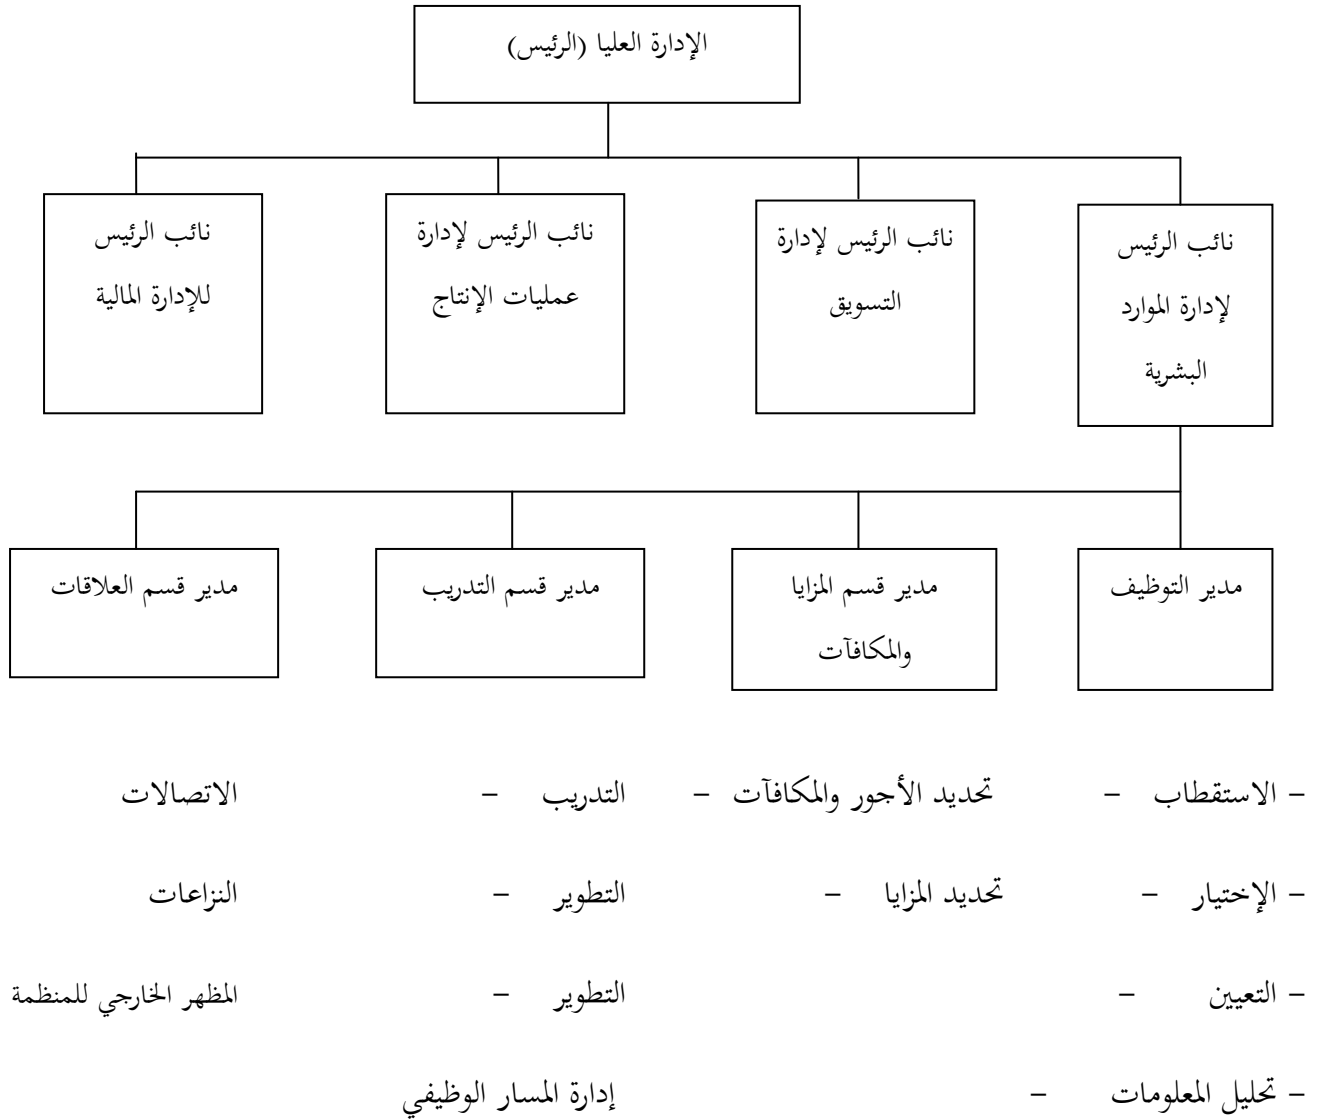 الإدارة العليا (الرئيس)
نائب الرئيس
لإدارة الموارد
البشرية
نائب الرئيس لإدارة
التسويق
نائب الرئيس لإدارة
عمليات الإنتاج
نائب الرئيس
للإدارة المالية
مدير التوظيف
مدير قسم المزايا
والمكافآت
مدير قسم التدريب
مدير قسم العلاقات
– الاستقطاب – تحديد الأجور والمكافآت – التدريب – الاتصالات
– الإختيار – تحديد المزايا – التطوير – النزاعات
– التعيين – التطوير – المظهر الخارجي للمنظمة
– تحليل المعلومات – إدارة المسار الوظيفي